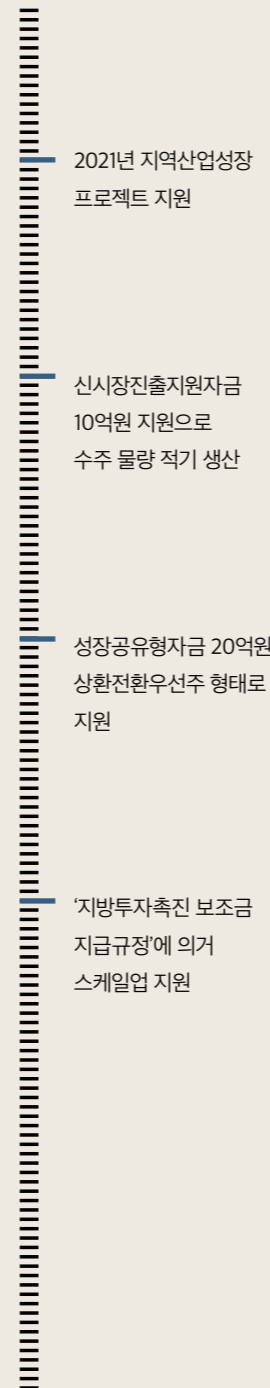 2021년 지역산업성장
프로젝트 지원
신시장진출지원자금
10억원 지원으로
수주 물량 적기 생산
성장공유형자금 20억원
상환전환우선주 형태로
지원
‘지방투자촉진 보조금
지급규정’에 의거
스케일업 지원